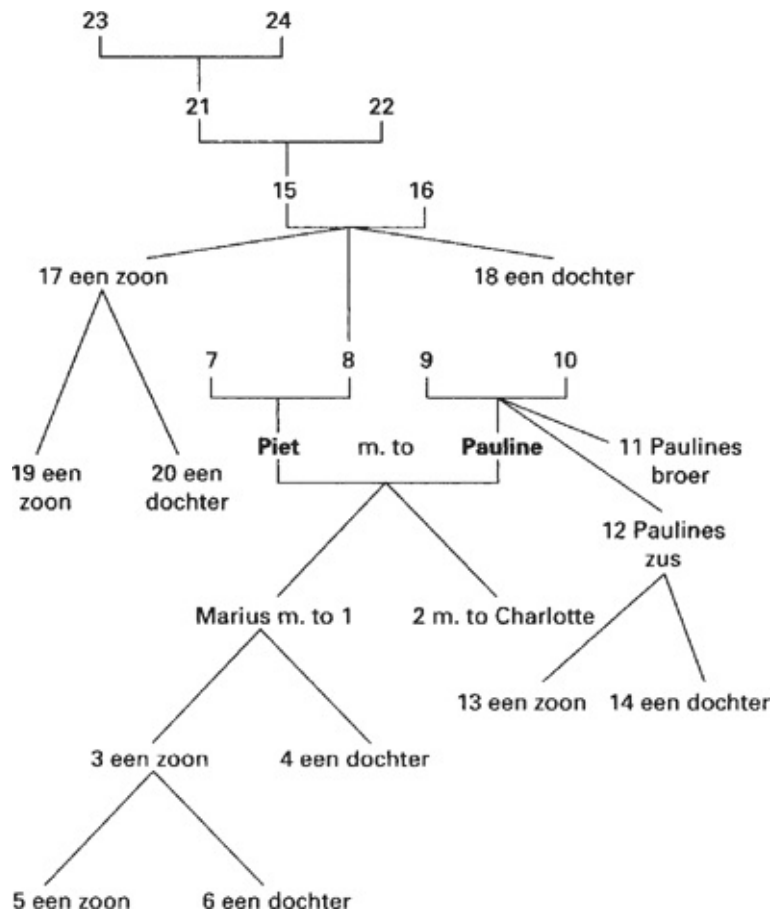 23 24
21 22
15 16
17 een zoon 18 een dochter
7 8 9 10
Piet m. to Pauline
11 Paulines
broer
19 een
zoon
20 een
dochter
12 Paulines
zus
Marius m. to 1 2 m. to Charlotte
13 een zoon 14 een dochter
3 een zoon 4 een dochter
5 een zoon 6 een dochter